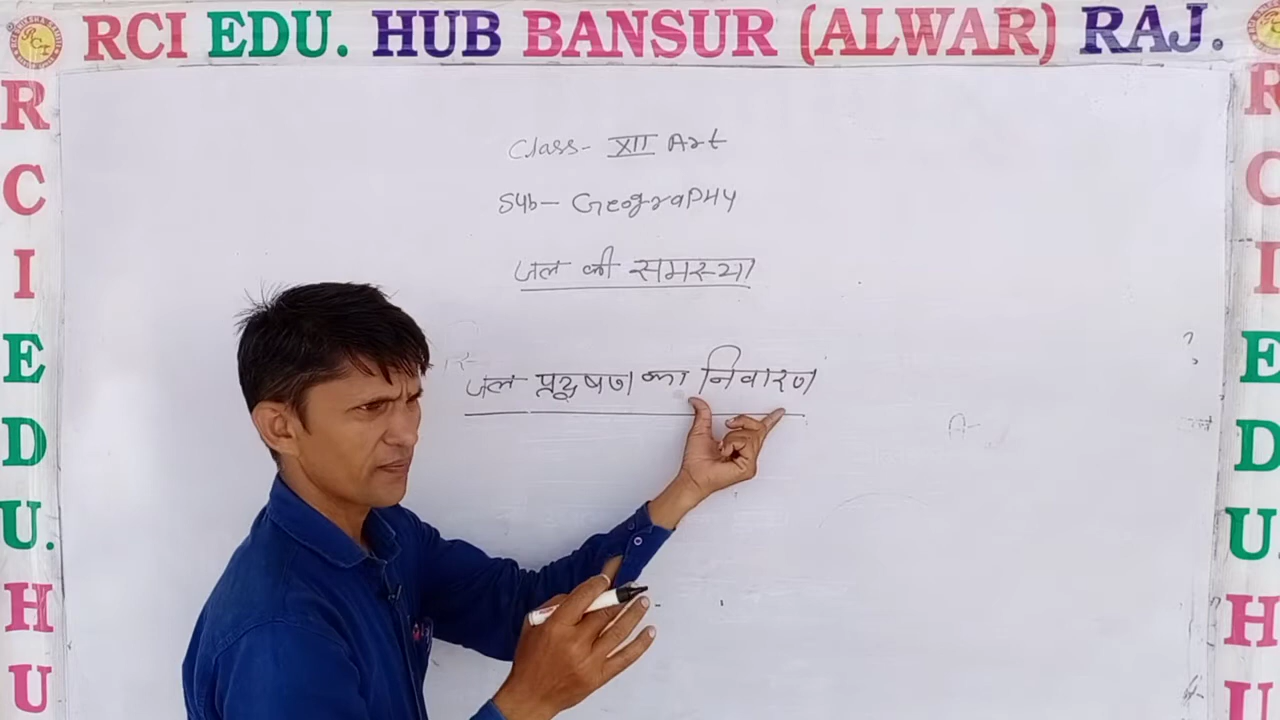 RCI EDU. HUB BANSUR (ALWAR) RAJ.
Class- XII Art
Sub- GeograPHy
जल की समस्या
जल प्रदूषण का निवारण
R
C
I
E
D
U.
H
U
R
C
I
E
D
U
H
U